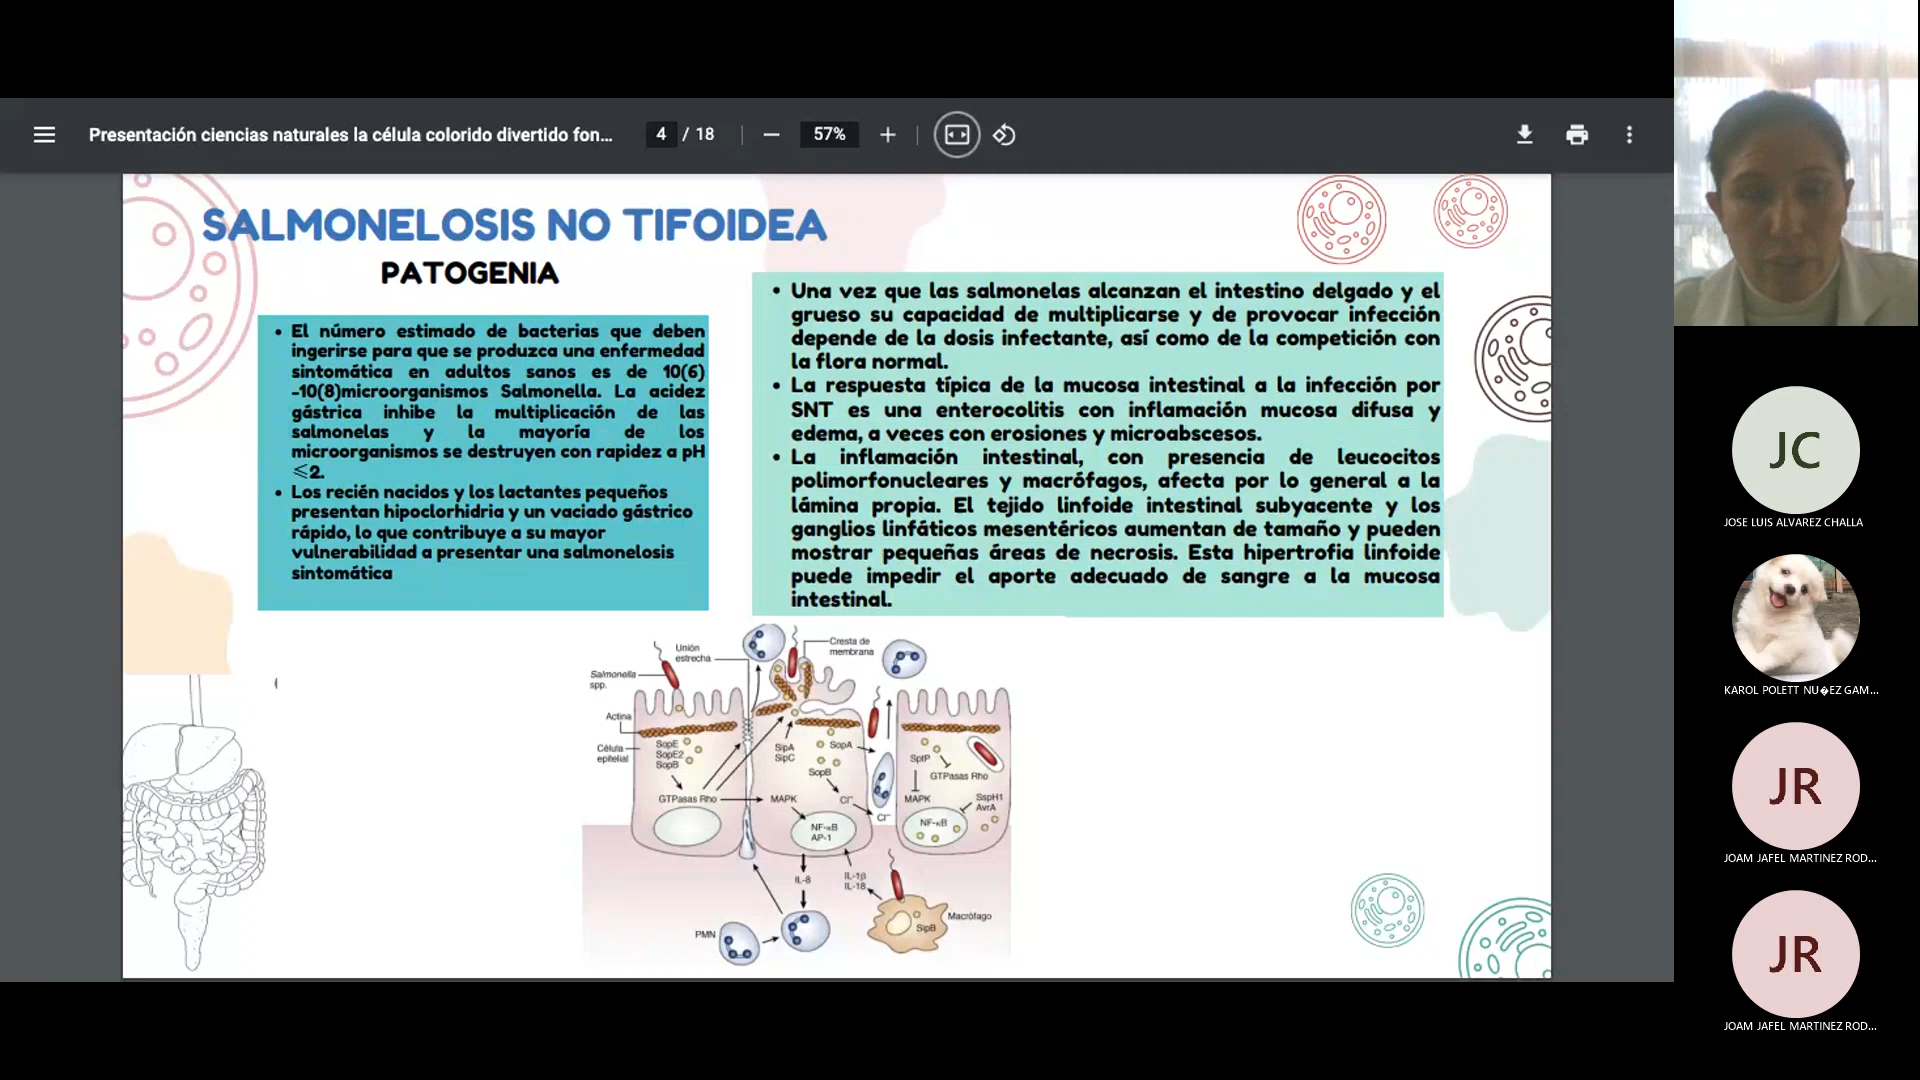 Presentación ciencias naturales la célula colorido divertido fon...
4 / 18
57%
SALMONELOSIS NO TIFOIDEA
PATOGENIA
• El número estimado de bacterias que deben
ingerirse para que se produzca una enfermedad
sintomática en adultos sanos es de 10(6)
-10(8)microorganismos Salmonella. La acidez
gástrica inhibe la multiplicación de las
salmonelas y la mayoría de los
microorganismos se destruyen con rapidez a pH
⩽2.
• Los recién nacidos y los lactantes pequeños
presentan hipoclorhidria y un vaciado gástrico
rápido, lo que contribuye a su mayor
vulnerabilidad a presentar una salmonelosis
sintomática
• Una vez que las salmonelas alcanzan el intestino delgado y el
grueso su capacidad de multiplicarse y de provocar infección
depende de la dosis infectante, así como de la competición con
la flora normal.
• La respuesta típica de la mucosa intestinal a la infección por
SNT es una enterocolitis con inflamación mucosa difusa y
edema, a veces con erosiones y microabscesos.
• La inflamación intestinal, con presencia de leucocitos
polimorfonucleares y macrófagos, afecta por lo general a la
lámina propia. El tejido linfoide intestinal subyacente y los
ganglios linfáticos mesentéricos aumentan de tamaño y pueden
mostrar pequeñas áreas de necrosis. Esta hipertrofia linfoide
puede impedir el aporte adecuado de sangre a la mucosa
intestinal.
Unión
estrecha
Cresta de
membrana
Salmonella
spp.
Actina
Célula
epitelial
SopE
SopE2
SopB
SipA
SipC
SopA
SopB
SptP
GTPasas Rho
GTPasas Rho
MAPK
Cl⁻
Cl⁻
MAPK
SspH1
AvrA
NF-κB
AP-1
NF-κB
IL-8
IL-1β
IL-18
PMN
SipB
Macrófago
JC
JOSE LUIS ALVAREZ CHALLA
KAROL POLETT NU�EZ GAM...
JR
JOAM JAFEL MARTINEZ ROD...
JR
JOAM JAFEL MARTINEZ ROD...